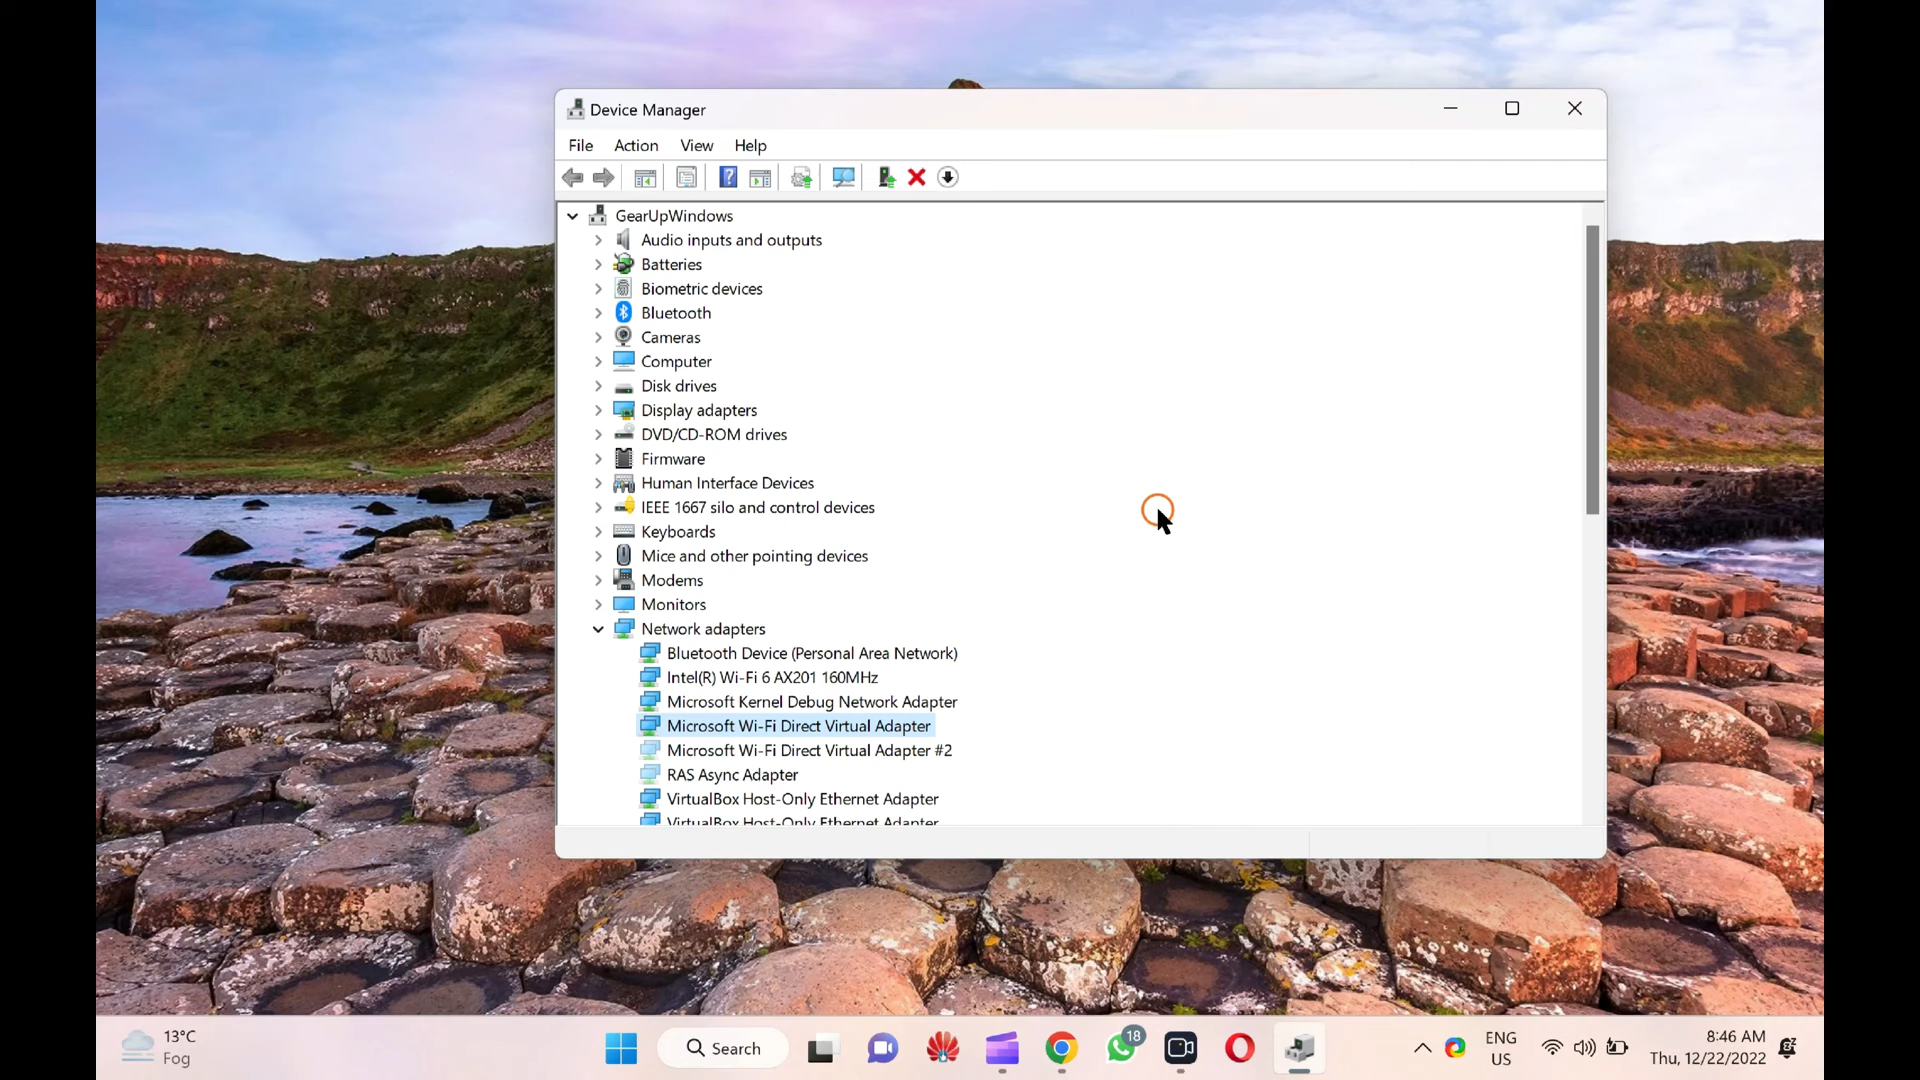 Device Manager
File Action View Help
GearUpWindows
Audio inputs and outputs
Batteries
Biometric devices
Bluetooth
Cameras
Computer
Disk drives
Display adapters
DVD/CD-ROM drives
Firmware
Human Interface Devices
IEEE 1667 silo and control devices
Keyboards
Mice and other pointing devices
Modems
Monitors
Network adapters
Bluetooth Device (Personal Area Network)
Intel(R) Wi-Fi 6 AX201 160MHz
Microsoft Kernel Debug Network Adapter
Microsoft Wi-Fi Direct Virtual Adapter
Microsoft Wi-Fi Direct Virtual Adapter #2
RAS Async Adapter
VirtualBox Host-Only Ethernet Adapter
VirtualBox Host-Only Ethernet Adapter
13°C
Fog
Search
18
ENG
US
8:46 AM
Thu, 12/22/2022